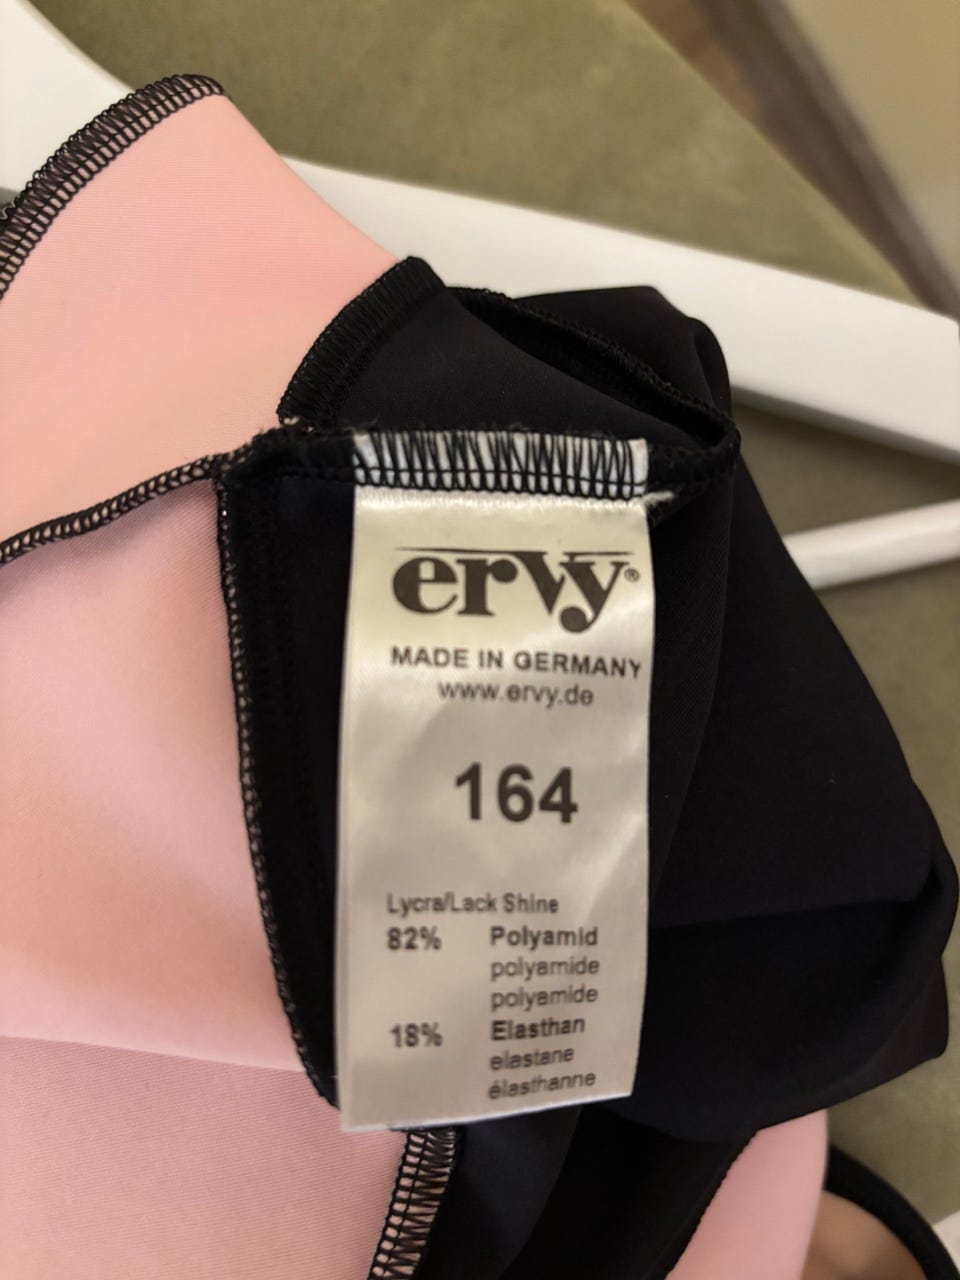 ervy®
MADE IN GERMANY
www.ervy.de
164
Lycra/Lack Shine
82% Polyamid
polyamide
polyamide
18% Elasthan
elastane
élasthanne